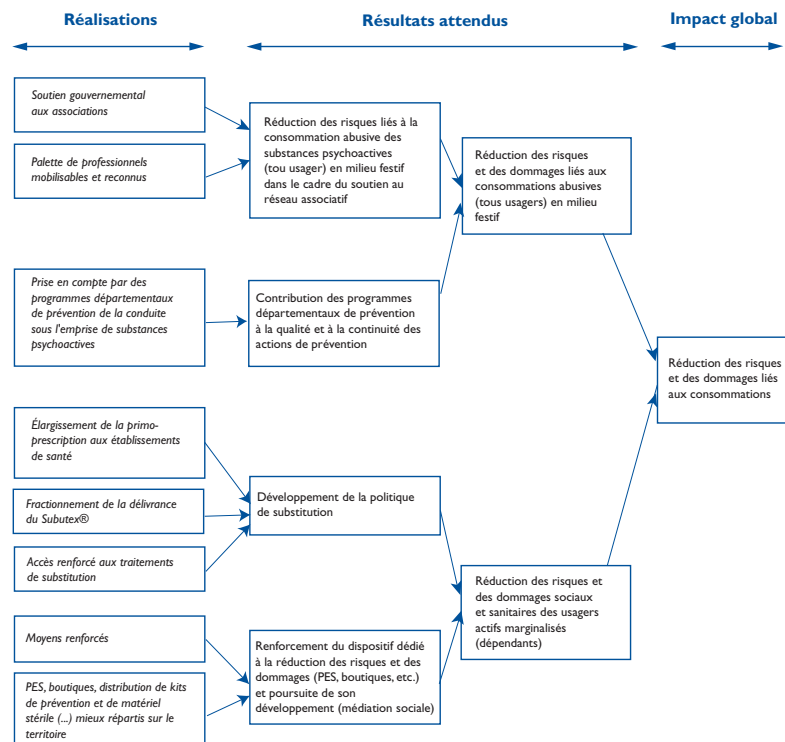 Réalisations
Résultats attendus
Impact global
Soutien gouvernemental
aux associations
Palette de professionnels
mobilisables et reconnus
Réduction des risques liés à la
consommation abusive des
substances psychoactives
(tou usager) en milieu festif
dans le cadre du soutien au
réseau associatif
Réduction des risques
et des dommages liés aux
consommations abusives
(tous usagers) en milieu
festif
Prise en compte par des
programmes départementaux
de prévention de la conduite
sous l'emprise de substances
psychoactives
Contribution des programmes
départementaux de prévention
à la qualité et à la continuité des
actions de prévention
Réduction des risques
et des dommages liés
aux consommations
Élargissement de la primo-
prescription aux établissements
de santé
Fractionnement de la délivrance
du Subutex®
Accès renforcé aux traitements
de substitution
Développement de la politique
de substitution
Réduction des risques et
des dommages sociaux
et sanitaires des usagers
actifs marginalisés
(dépendants)
Moyens renforcés
PES, boutiques, distribution de kits
de prévention et de matériel
stérile (...) mieux répartis sur le
territoire
Renforcement du dispositif dédié
à la réduction des risques et des
dommages (PES, boutiques, etc.)
et poursuite de son
développement (médiation sociale)